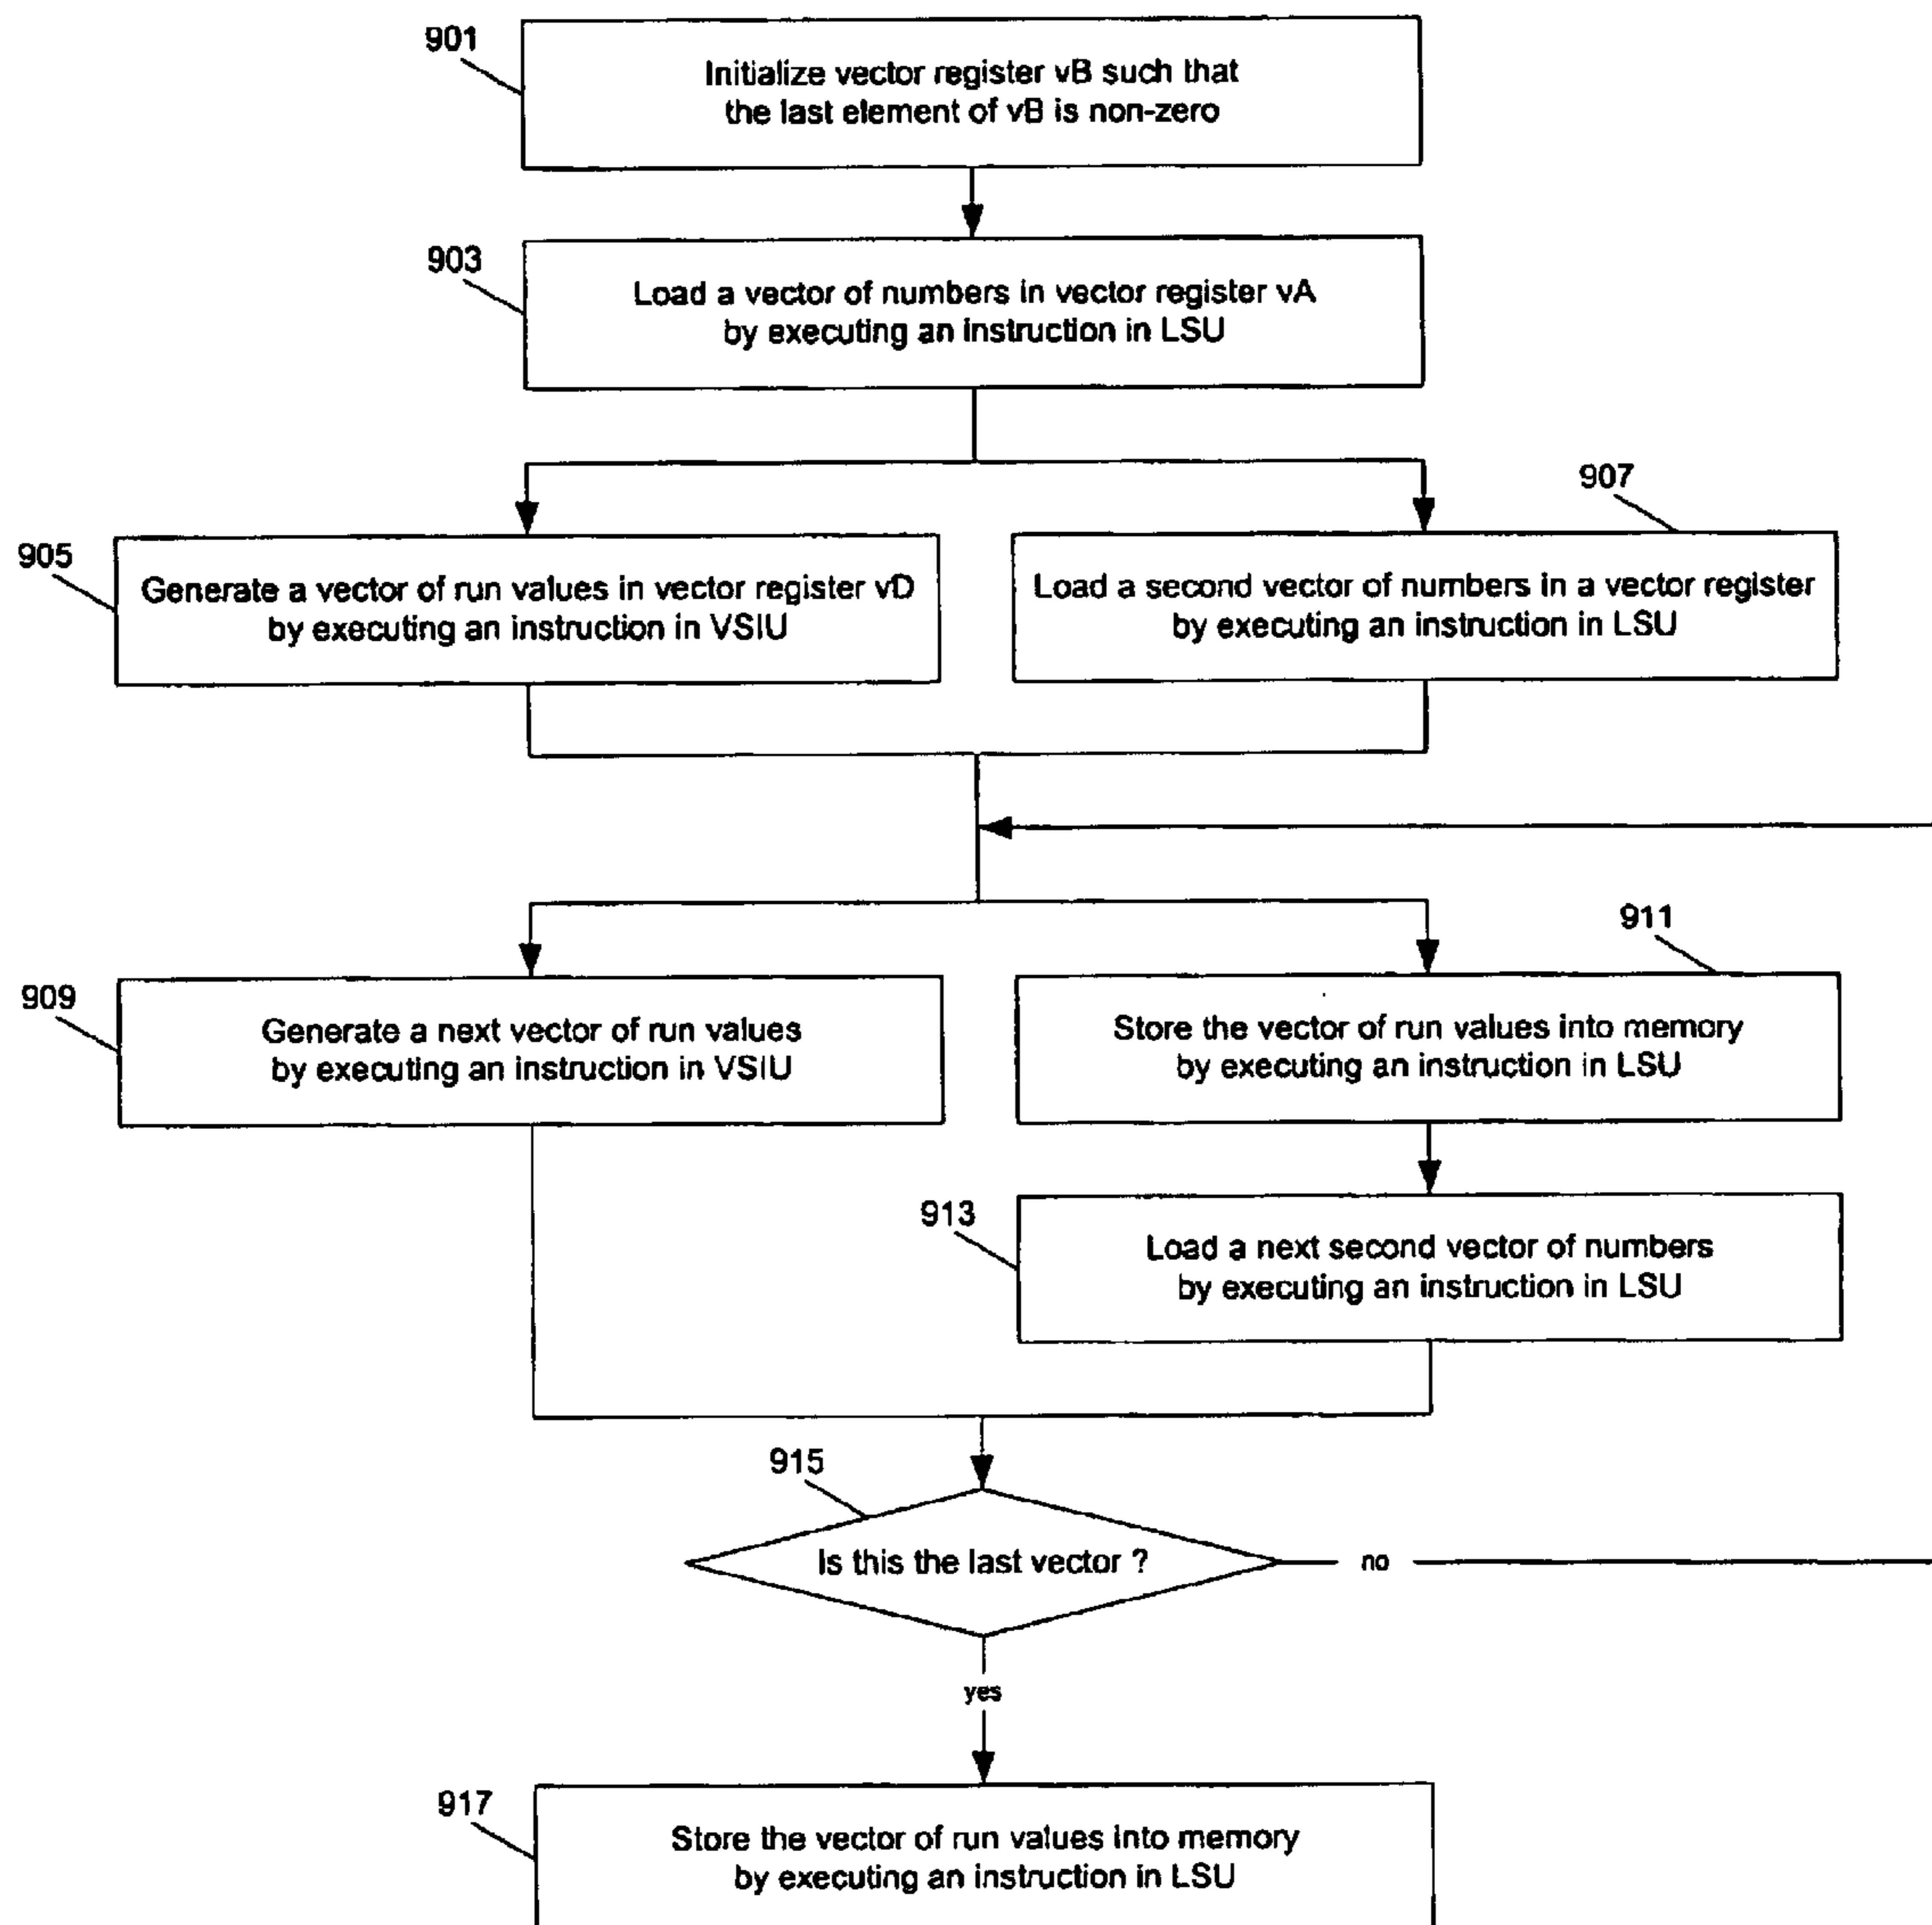 901
Initialize vector register vB such that
the last element of vB is non-zero
903
Load a vector of numbers in vector register vA
by executing an instruction in LSU
905
Generate a vector of run values in vector register vD
by executing an instruction in VSIU
907
Load a second vector of numbers in a vector register
by executing an instruction in LSU
909
Generate a next vector of run values
by executing an instruction in VSIU
911
Store the vector of run values into memory
by executing an instruction in LSU
913
Load a next second vector of numbers
by executing an instruction in LSU
915
Is this the last vector ?
no
yes
917
Store the vector of run values into memory
by executing an instruction in LSU